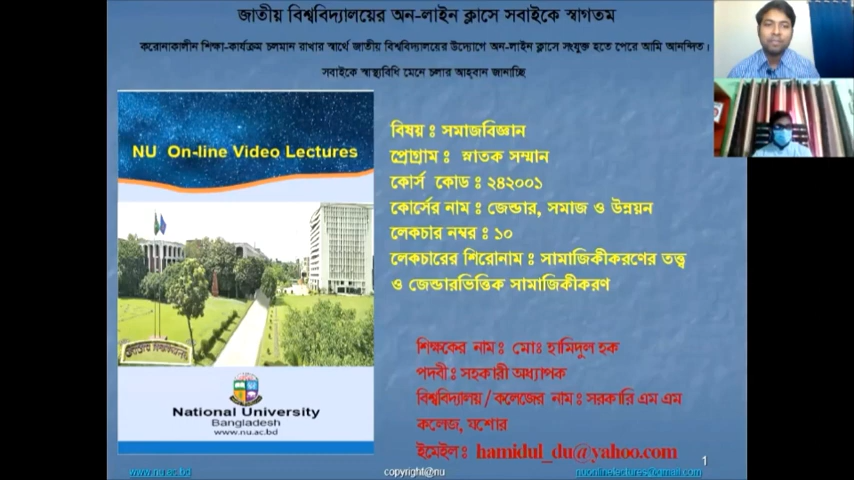 জাতীয় বিশ্ববিদ্যালয়ের অন-লাইন ক্লাসে সবাইকে স্বাগতম
করোনাকালীন শিক্ষা-কার্যক্রম চলমান রাখার স্বার্থে জাতীয় বিশ্ববিদ্যালয়ের উদ্যোগে অন-লাইন ক্লাসে সংযুক্ত হতে পেরে আমি আনন্দিত।
সবাইকে স্বাস্থ্যবিধি মেনে চলার আহ্বান জানাচ্ছি
NU On-line Video Lectures
National University
Bangladesh
www.nu.ac.bd
বিষয় ঃ সমাজবিজ্ঞান
প্রোগ্রাম ঃ স্নাতক সম্মান
কোর্স কোড ঃ ২৪২০০১
কোর্সের নাম ঃ জেন্ডার, সমাজ ও উন্নয়ন
লেকচার নম্বর ঃ ১০
লেকচারের শিরোনাম ঃ সামাজিকীকরণের তত্ত্ব
ও জেন্ডারভিত্তিক সামাজিকীকরণ
শিক্ষকের নাম ঃ মোঃ হামিদুল হক
পদবী ঃ সহকারী অধ্যাপক
বিশ্ববিদ্যালয়/কলেজের নাম ঃ সরকারি এম এম
কলেজ, যশোর
ইমেইল ঃ hamidul_du@yahoo.com
1
www.nu.ac.bd
copyright@nu
nuonlinelectures@gmail.com